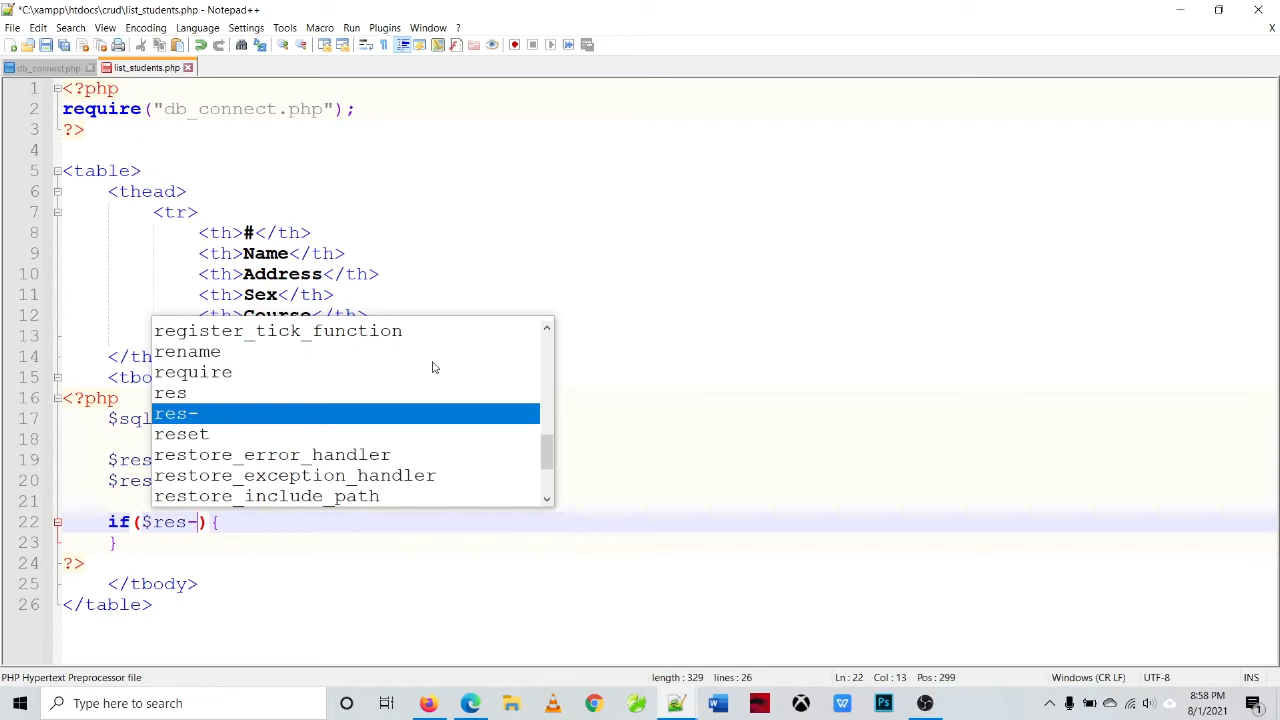 *C:\xampp\htdocs\crud\list_students.php - Notepad++
File Edit Search View Encoding Language Settings Tools Macro Run Plugins Window ? X
db_connect.php list_students.php
1 <?php
2 require("db_connect.php");
3 ?>
4
5 <table>
6 <thead>
7 <tr>
8 <th>#</th>
9 <th>Name</th>
10 <th>Address</th>
11 <th>Sex</th>
12 <th>Course</th>
13
14 </th
15 <tbo
16 <?php
17 $sql
18
19 $res
20 $res
21
register_tick_function
rename
require
res
res-
reset
restore_error_handler
restore_exception_handler
restore_include_path
22 if($res-){
23 }
24 ?>
25 </tbody>
26 </table>
PHP Hypertext Preprocessor file length : 329 lines : 26 Ln : 22 Col : 13 Pos : 299 Windows (CR LF) UTF-8 INS
Type here to search
8:58 PM
8/1/2021